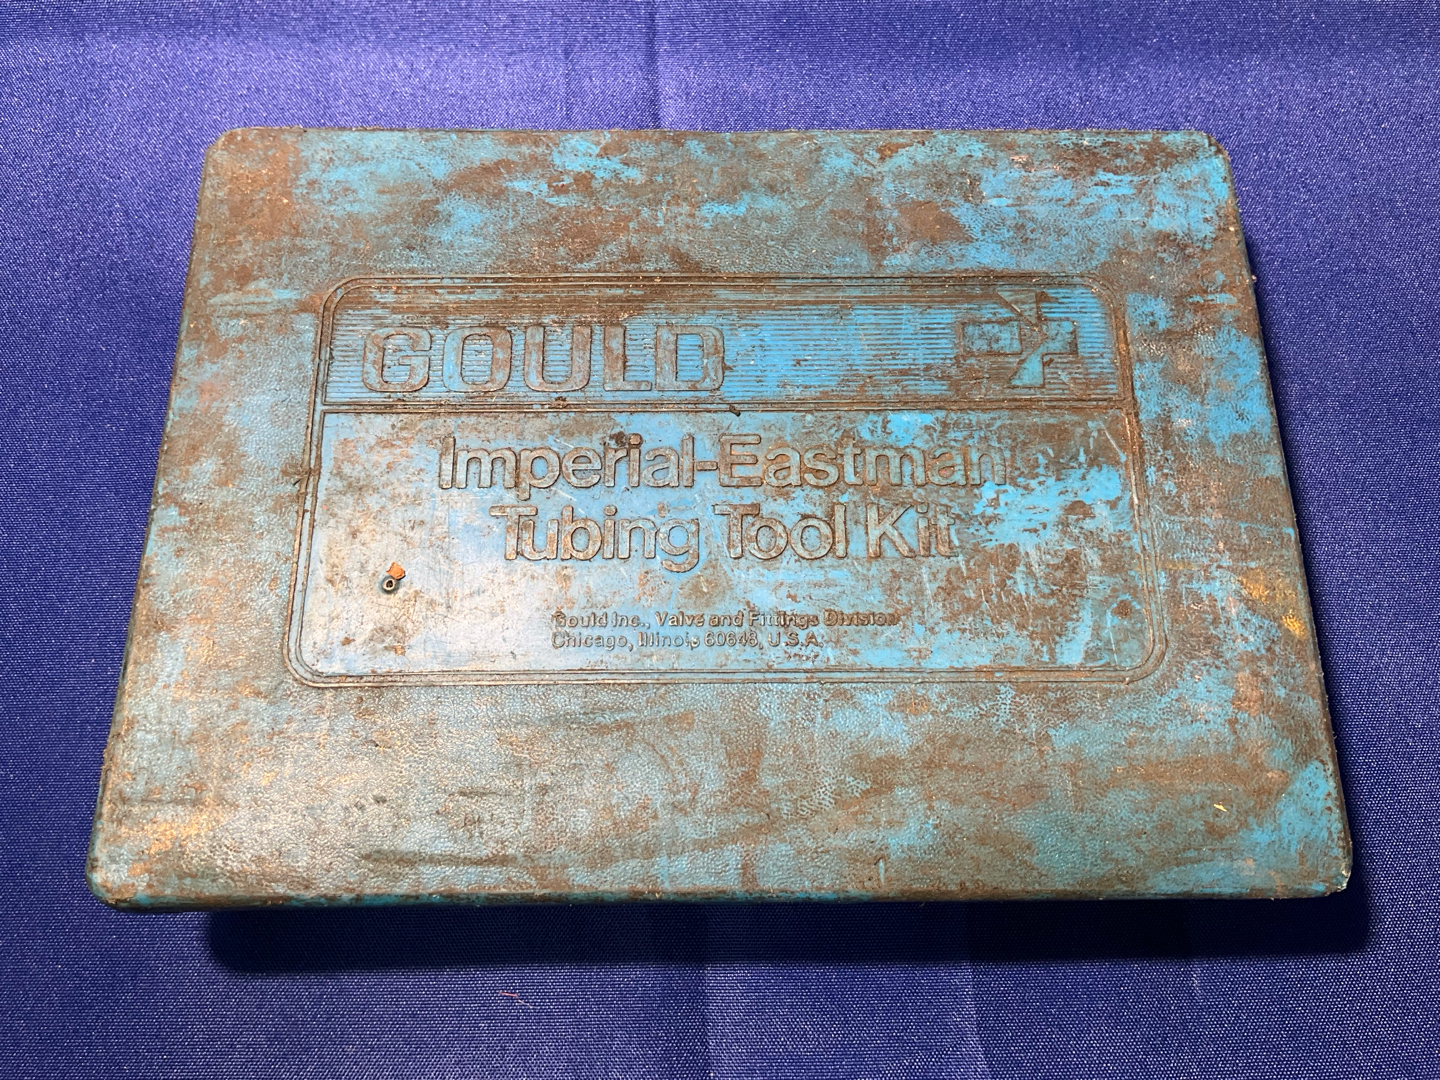 GOULD
Imperial-Eastman
Tubing Tool Kit
Gould Inc., Valve and Fittings Division
Chicago, Illinois 60648, U.S.A.